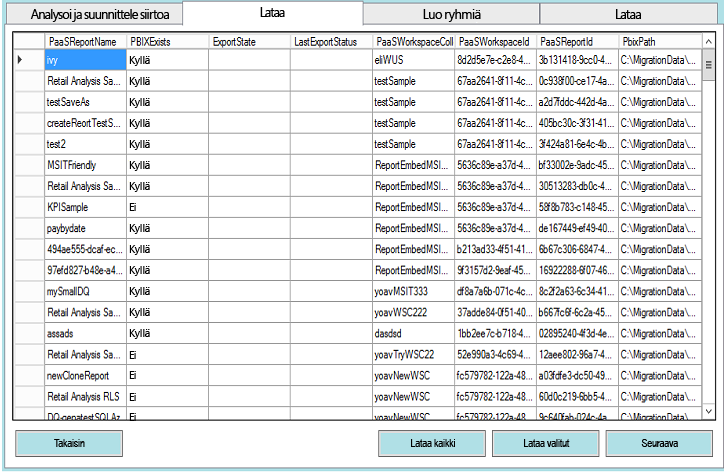 Analysoi ja suunnittele siirtoa Lataa Luo ryhmiä Lataa
PaaSReportName PBIXExists ExportState LastExportStatus PaaSWorkspaceColl PaaSWorkspaceId PaaSReportId PbixPath
ivy Kyllä eliWUS 8d2d5e7e-c2e8-4... 3b131418-9cc0-4... C:\MigrationData\...
Retail Analysis Sa... Kyllä testSample 67aa2641-8f11-4c... 0c938f00-ce17-4a... C:\MigrationData\...
testSaveAs Kyllä testSample 67aa2641-8f11-4c... a2d7fddc-442d-4a... C:\MigrationData\...
createReortTestS... Kyllä testSample 67aa2641-8f11-4c... 405bc30c-3f31-41... C:\MigrationData\...
test2 Kyllä testSample 67aa2641-8f11-4c... 3f424a81-6e4c-4b... C:\MigrationData\...
MSITFriendly Kyllä ReportEmbedMSI... 5636c89e-a37d-4... bf33002e-9adc-45... C:\MigrationData\...
Retail Analysis Sa... Kyllä ReportEmbedMSI... 5636c89e-a37d-4... 30513283-db0c-4... C:\MigrationData\...
KPISample Ei ReportEmbedMSI... 5636c89e-a37d-4... 58f8b783-c148-45... C:\MigrationData\...
paybydate Kyllä ReportEmbedMSI... 5636c89e-a37d-4... de167449-ef49-40... C:\MigrationData\...
494ae555-dcaf-ec... Kyllä ReportEmbedMSI... b213ad33-4f51-41... 6b67c306-6847-4... C:\MigrationData\...
97efd827-b48e-a4... Kyllä ReportEmbedMSI... 9f3157d2-9eaf-45... 16922288-6f07-46... C:\MigrationData\...
mySmallDQ Kyllä yoavMSIT333 df8a7a6b-071c-4c... 8c2f2a63-6c34-41... C:\MigrationData\...
Retail Analysis Sa... Kyllä yoavWSC222 37adde84-0f51-40... b667fc6f-6c2a-45... C:\MigrationData\...
assads Kyllä dasdsd 1bb2ee7c-b718-4... 02895240-4f3d-4e... C:\MigrationData\...
Retail Analysis Sa... Ei yoavTryWSC22 52e990a3-4c69-4... 12aee802-96a7-4... C:\MigrationData\...
newCloneReport Ei yoavNewWSC fc579782-122a-48... a03fdfe3-dc50-49... C:\MigrationData\...
Retail Analysis RLS Ei yoavNewWSC fc579782-122a-48... 60d0c219-6bb5-4... C:\MigrationData\...
DQ-genatestSQLAz Ei yoavNewWSC fc579782-122a-48... 9c640fab-024c-4a... C:\MigrationData\...
Takaisin Lataa kaikki Lataa valitut Seuraava